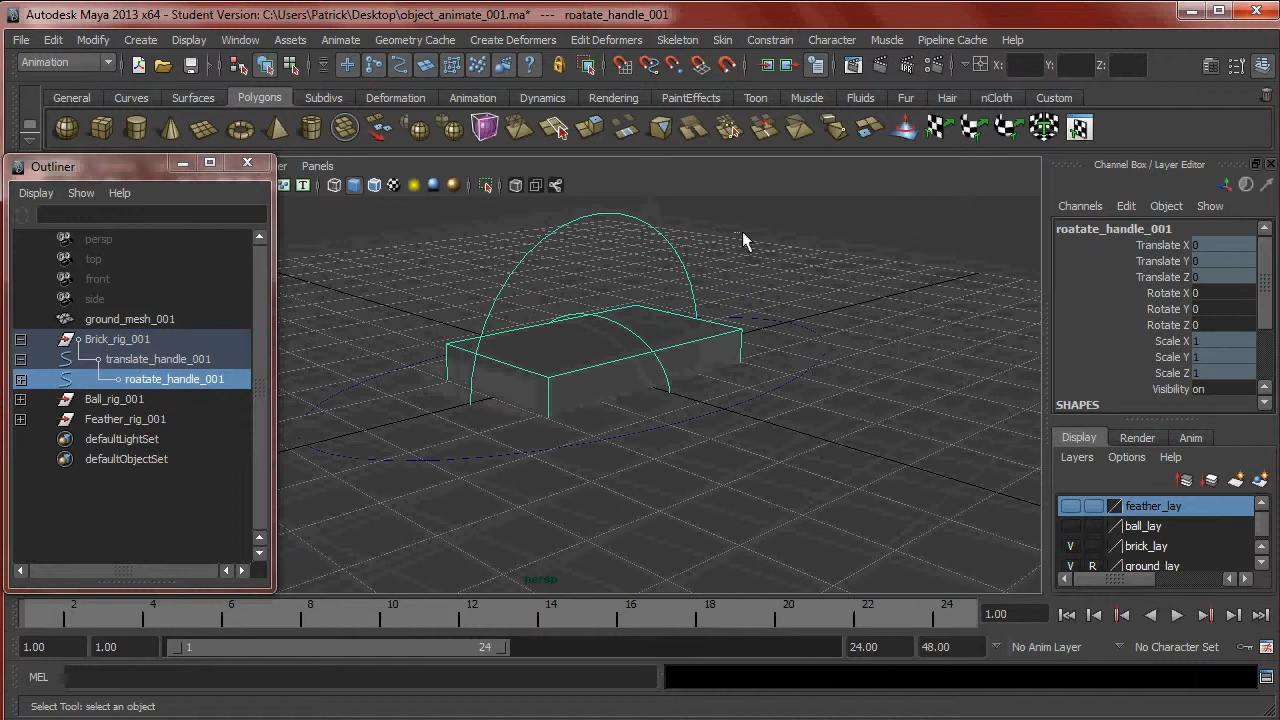 Autodesk Maya 2013 x64 - Student Version: C:\Users\Patrick\Desktop\object_animate_001.ma* --- roatate_handle_001
File Edit Modify Create Display Window Assets Animate Geometry Cache Create Deformers Edit Deformers Skeleton Constrain Character Muscle Pipeline Cache Help
Animation X: Y: Z:
General Curves Surfaces Polygons Subdivs Deformation Animation Dynamics Rendering PaintEffects Toon Muscle Fluids Fur Hair nCloth Custom
Outliner
er Panels
Channel Box / Layer Editor
Display Show Help
Channels Edit Object Show
roatate_handle_001
Translate X 0
Translate Y 0
Translate Z 0
Rotate X 0
Rotate Y 0
Rotate Z 0
Scale X 1
Scale Y 1
Scale Z 1
Visibility on
SHAPES
persp
top
front
side
ground_mesh_001
Brick_rig_001
translate_handle_001
roatate_handle_001
Ball_rig_001
Feather_rig_001
defaultLightSet
defaultObjectSet
Display Render Anim
Layers Options Help
feather_lay
ball_lay
V brick_lay
V R ground_lay
persp
2 4 6 8 10 12 14 16 18 20 22 24 1.00
1.00 1.00 1 24 24.00 48.00 No Anim Layer No Character Set
MEL
Select Tool: select an object